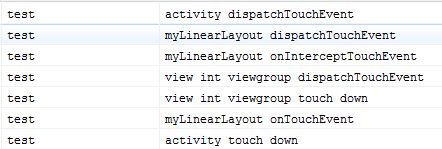 test activity dispatchTouchEvent
test myLinearLayout dispatchTouchEvent
test myLinearLayout onInterceptTouchEvent
test view int viewgroup dispatchTouchEvent
test view int viewgroup touch down
test myLinearLayout onTouchEvent
test activity touch down